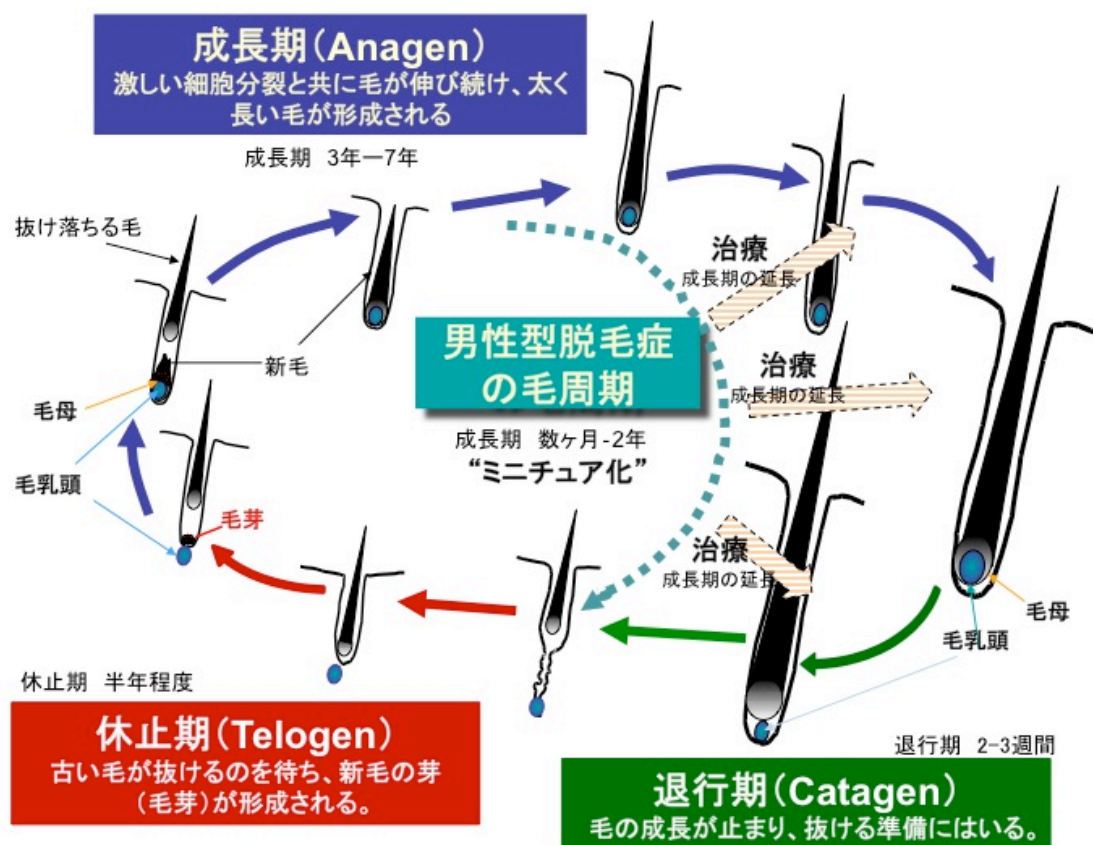 成長期(Anagen)
激しい細胞分裂と共に毛が伸び続け、太く
長い毛が形成される
成長期 3年ー7年
抜け落ちる毛
新毛
毛母
毛乳頭
毛芽
治療
成長期の延長
男性型脱毛症
の毛周期
治療
成長期の延長
成長期 数ヶ月-2年
“ミニチュア化”
治療
成長期の延長
毛母
毛乳頭
休止期 半年程度
休止期(Telogen)
古い毛が抜けるのを待ち、新毛の芽
(毛芽)が形成される。
退行期 2-3週間
退行期(Catagen)
毛の成長が止まり、抜ける準備にはいる。